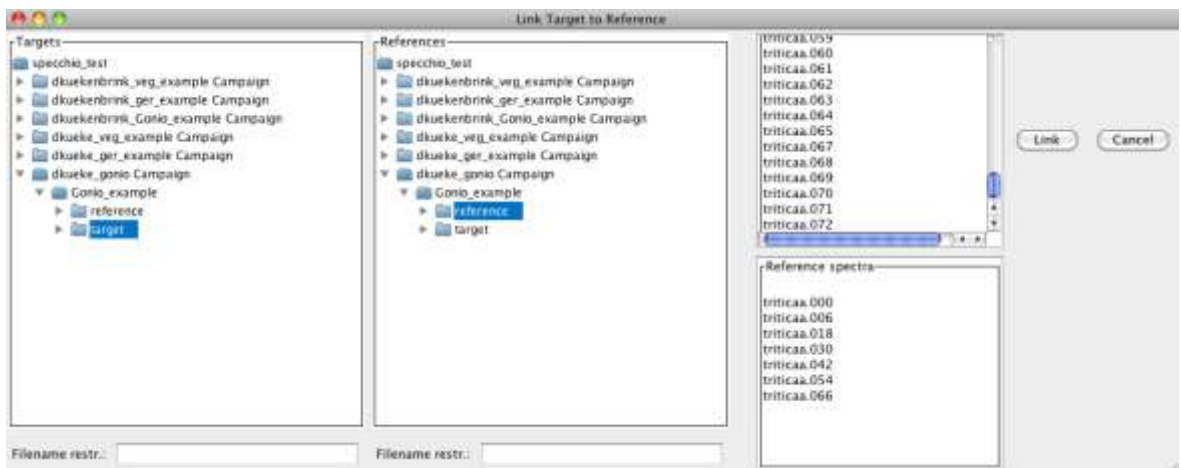 Link Target to Reference
Targets
specchio_test
dkuekenbrink_veg_example Campaign
dkuekenbrink_ger_example Campaign
dkuekenbrink_Gonio_example Campaign
dkueke_veg_example Campaign
dkueke_ger_example Campaign
dkueke_gonio Campaign
Gonio_example
reference
target
Filename restr.:
References
specchio_test
dkuekenbrink_veg_example Campaign
dkuekenbrink_ger_example Campaign
dkuekenbrink_Gonio_example Campaign
dkueke_veg_example Campaign
dkueke_ger_example Campaign
dkueke_gonio Campaign
Gonio_example
reference
target
Filename restr.:
triticaa.059
triticaa.060
triticaa.061
triticaa.062
triticaa.063
triticaa.064
triticaa.065
triticaa.067
triticaa.068
triticaa.069
triticaa.070
triticaa.071
triticaa.072
Reference spectra
triticaa.000
triticaa.006
triticaa.018
triticaa.030
triticaa.042
triticaa.054
triticaa.066
Link
Cancel